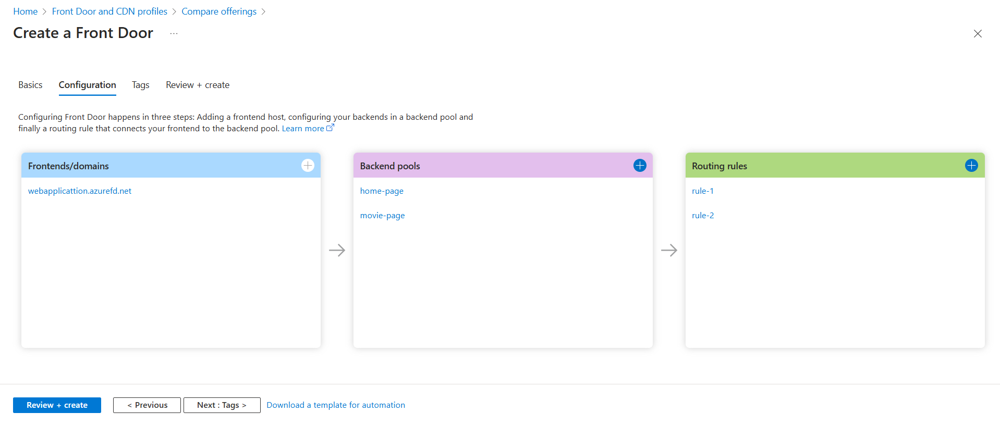 Home > Front Door and CDN profiles > Compare offerings >
Create a Front Door ...
Basics Configuration Tags Review + create
Configuring Front Door happens in three steps: Adding a frontend host, configuring your backends in a backend pool and
finally a routing rule that connects your frontend to the backend pool. Learn more
Frontends/domains
webapplicattion.azurefd.net
Backend pools
home-page
movie-page
Routing rules
rule-1
rule-2
Review + create < Previous Next : Tags > Download a template for automation